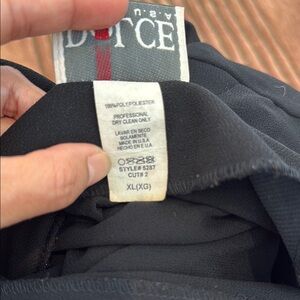 DOLCE
A.B.U
100% POLY/POLYESTER
PROFESSIONAL
DRY CLEAN ONLY
LAVAR EN SECO
SOLAMENTE
MADE IN U.S.A
HECHO EN E.U.A.
STYLE# 5287
CUT# 2
XL(XG)